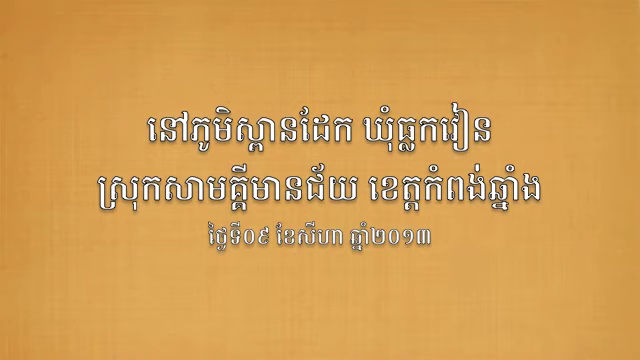 នៅភូមិស្ពានដែក ឃុំធ្លកវៀន
ស្រុកសាមគ្គីមានជ័យ ខេត្តកំពង់ឆ្នាំង
ថ្ងៃទី០៩ ខែសីហា ឆ្នាំ២០១៣